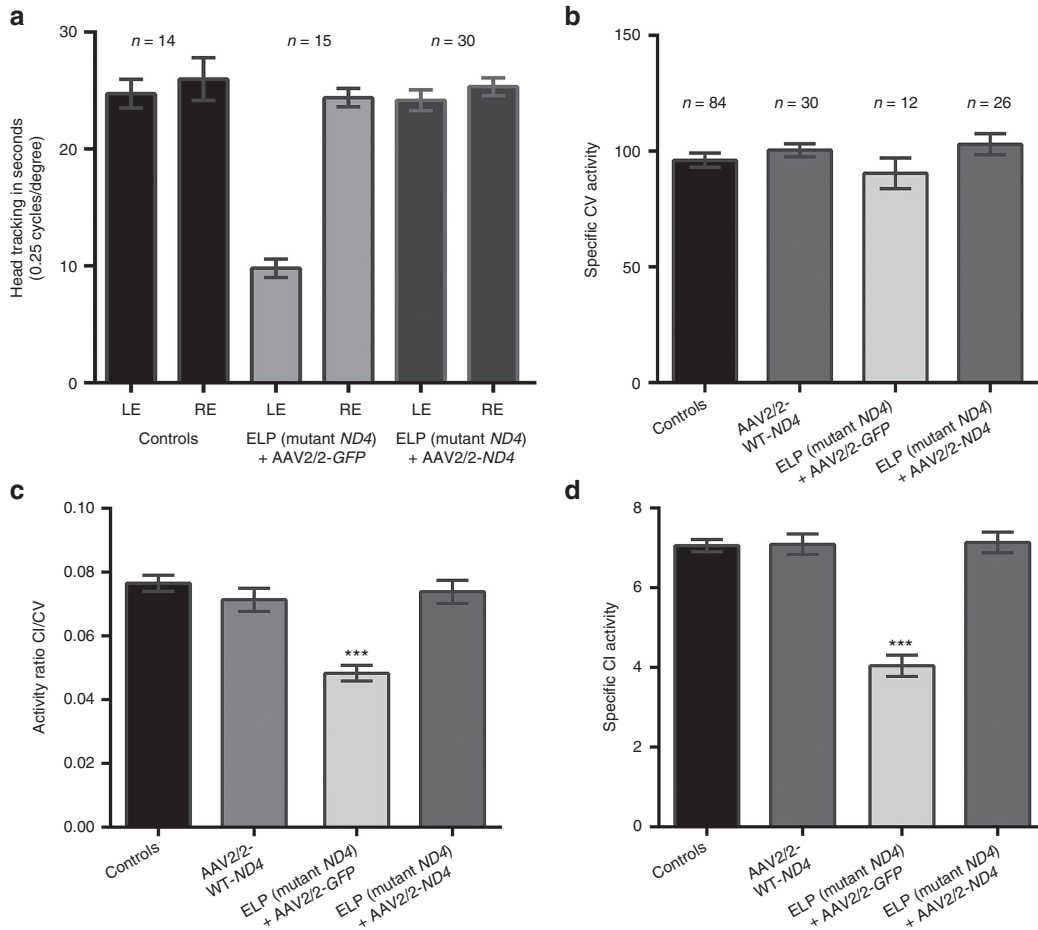 a
30
20
10
0
Head tracking in seconds
(0.25 cycles/degree)
n = 14
n = 15
n = 30
LE
RE
LE
RE
LE
RE
Controls
ELP (mutant ND4)
+ AAV2/2-GFP
ELP (mutant ND4)
+ AAV2/2-ND4
b
150
100
50
0
Specific CV activity
n = 84
n = 30
n = 12
n = 26
Controls
AAV2/2-
WT-ND4
ELP (mutant ND4)
+ AAV2/2-GFP
ELP (mutant ND4)
+ AAV2/2-ND4
c
0.10
0.08
0.06
0.04
0.02
0.00
Activity ratio CI/CV
***
Controls
AAV2/2-
WT-ND4
ELP (mutant ND4)
+ AAV2/2-GFP
ELP (mutant ND4)
+ AAV2/2-ND4
d
8
6
4
2
0
Specific CI activity
***
Controls
AAV2/2-
WT-ND4
ELP (mutant ND4)
+ AAV2/2-GFP
ELP (mutant ND4)
+ AAV2/2-ND4